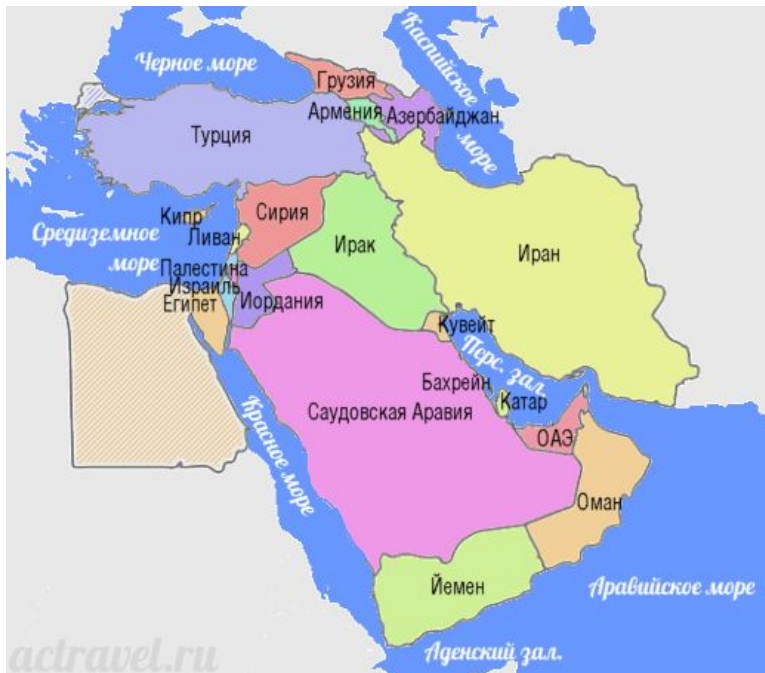 Черное море
Каспийское
море
Грузия
Армения
Азербайджан
Турция
Кипр
Сирия
Средиземное
море
Ливан
Ирак
Иран
Палестина
Израиль
Египет
Иордания
Кувейт
Перс. зал.
Бахрейн
Катар
Красное море
Саудовская Аравия
ОАЭ
Оман
Йемен
Аравийское море
Аденский зал.
actravel.ru